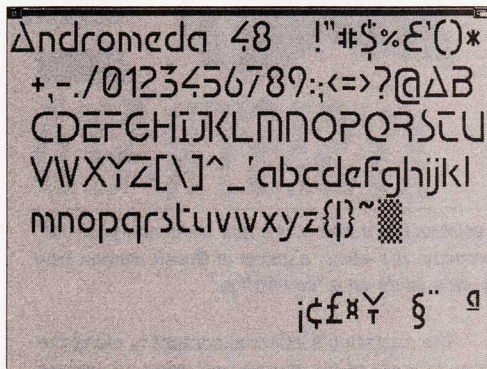 Andromeda 48 !"#$%&'()*
+,-./0123456789:;<=>?@AB
CDEFGHIJKLMNOPQRSTU
VWXYZ[\]^_'abcdefghijkl
mnopqrstuvwxyz{|}~▒
¡¢£¤Ұ §¨ ª